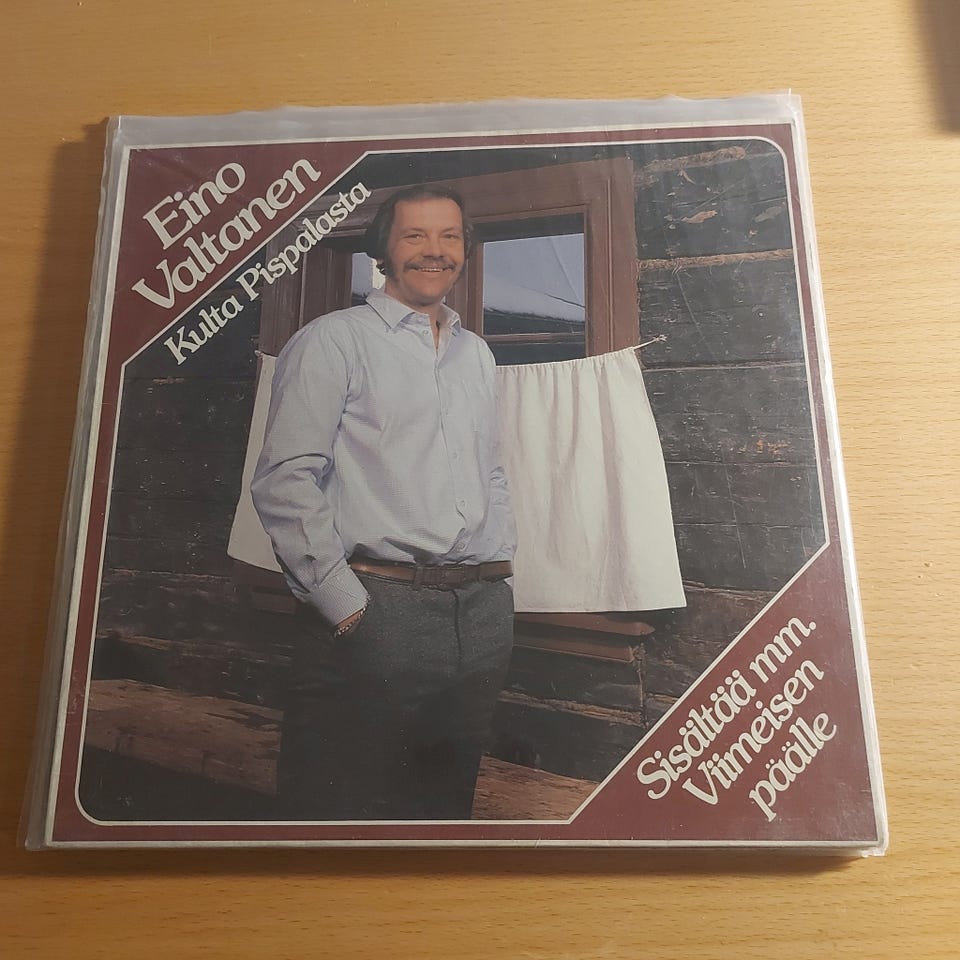 Eino
Valtanen
Kulta Pispalasta
Sisältää mm.
Viimeisen
päälle